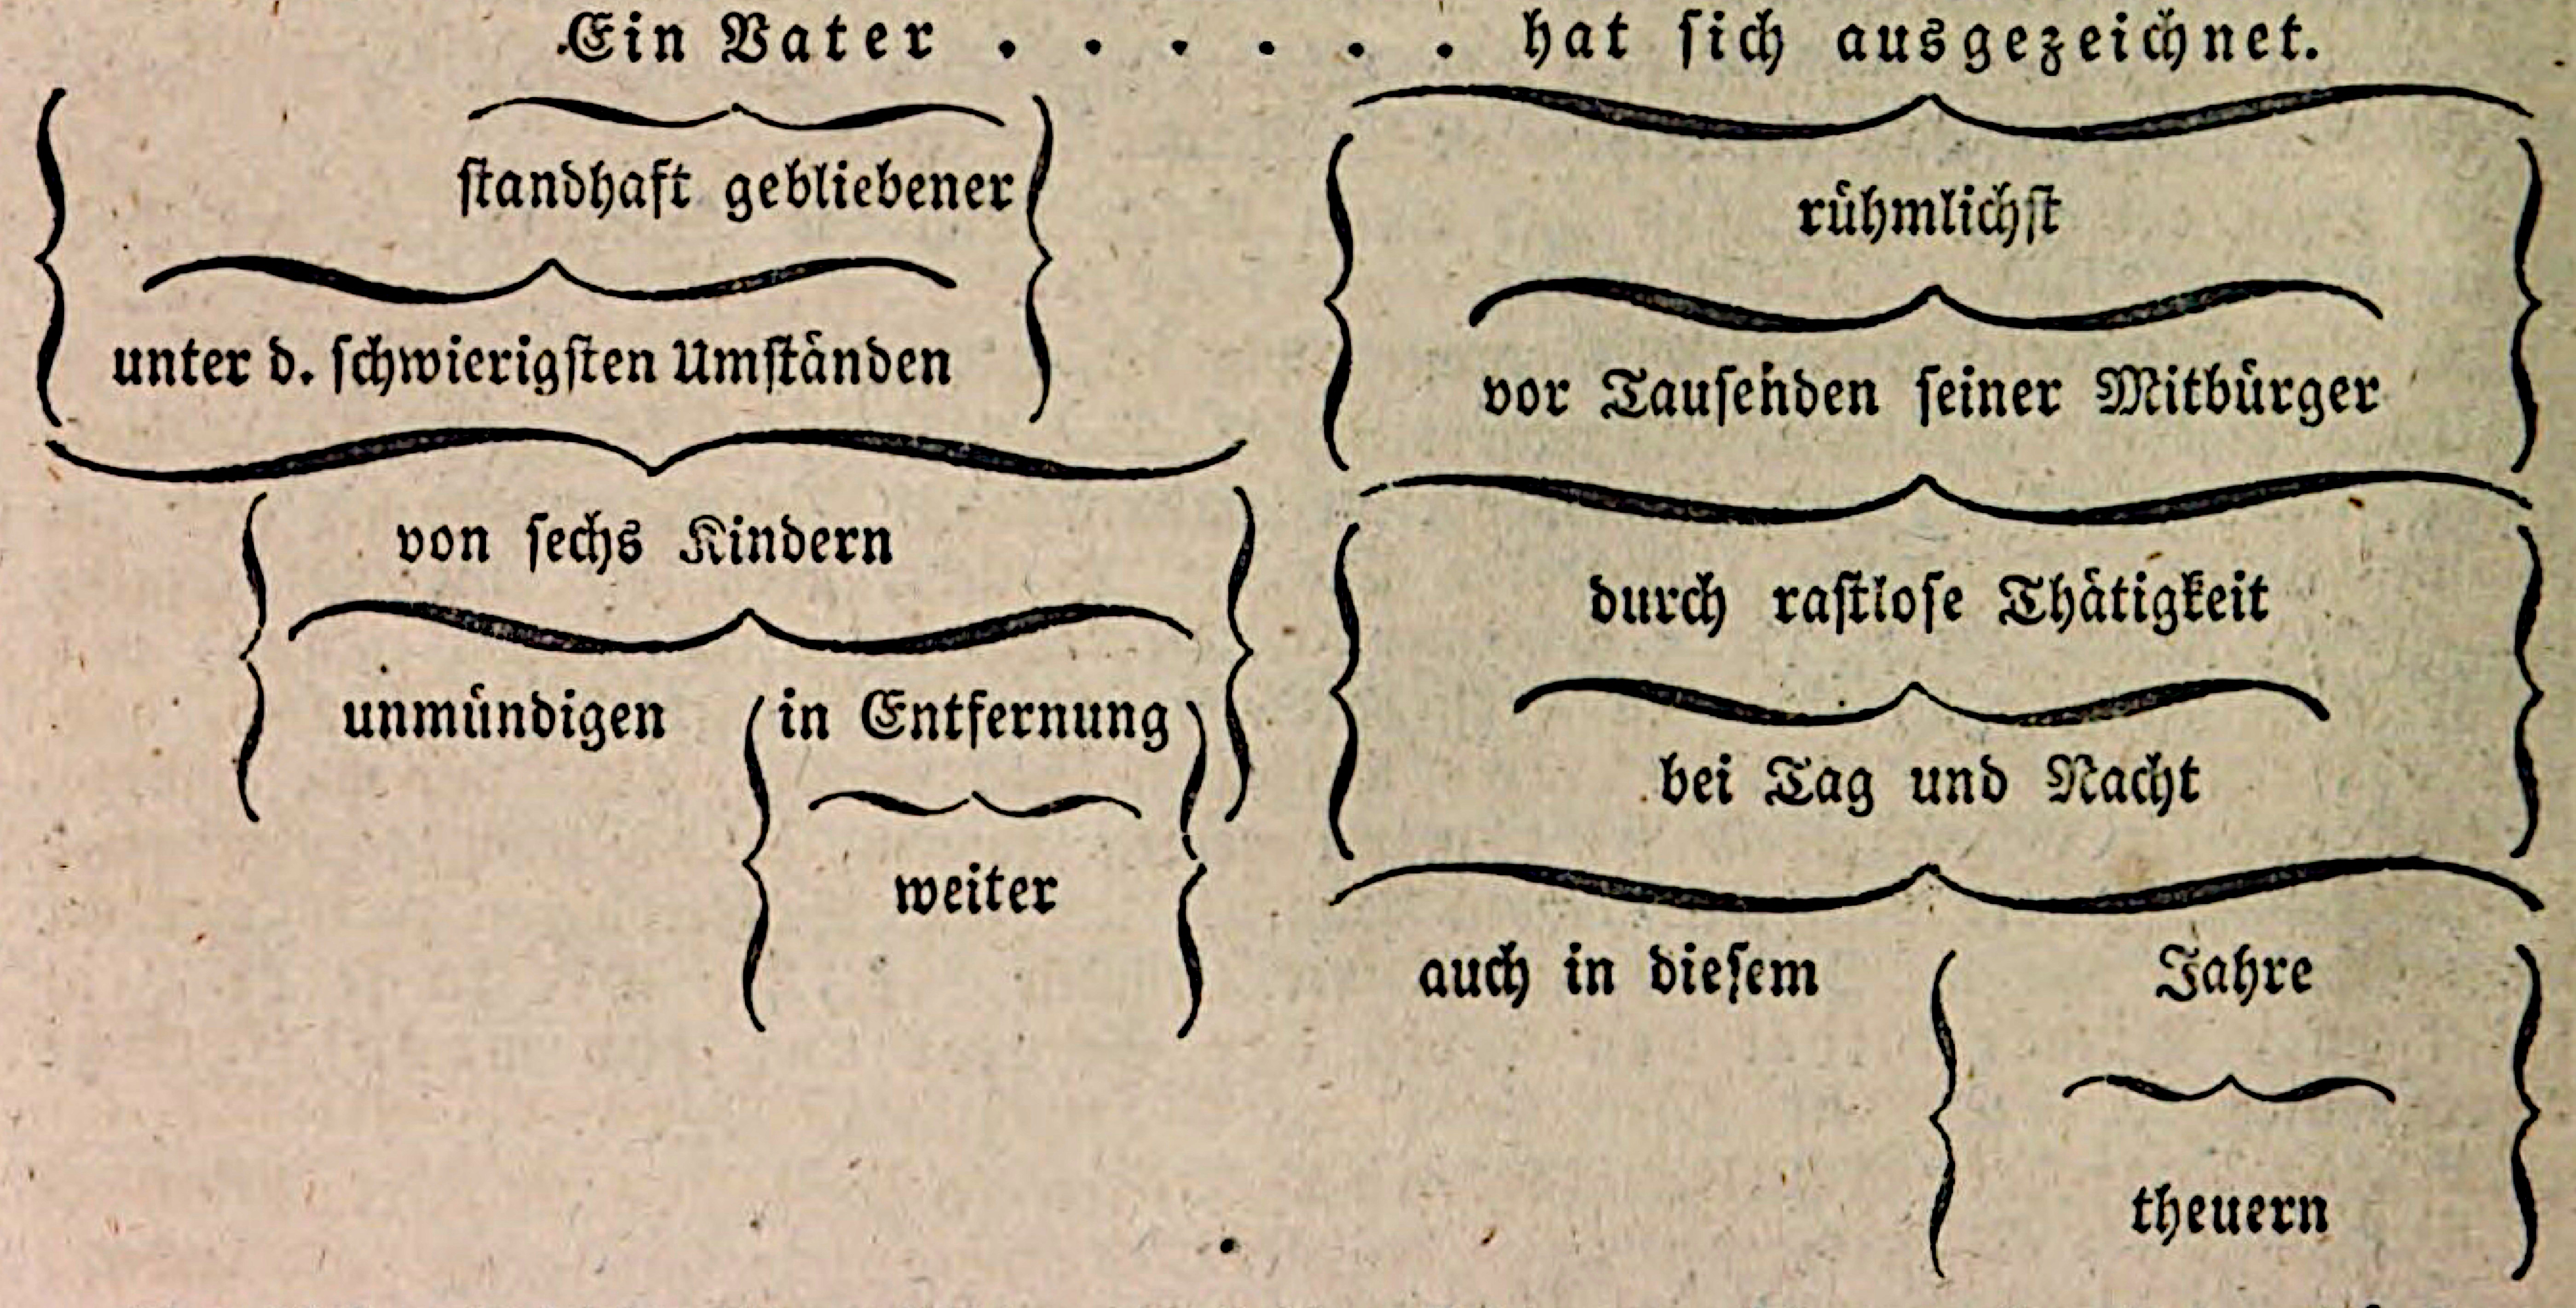 Ein Vater . . . . . . hat ſich ausgezeichnet.
ſtandhaft gebliebener
unter d. ſchwierigſten Umſtänden
von ſechs Kindern
unmündigen
in Entfernung
weiter
rühmlichſt
vor Tauſenden ſeiner Mitbürger
durch raſtloſe Thätigkeit
bei Tag und Nacht
auch in dieſem
Jahre
theuern